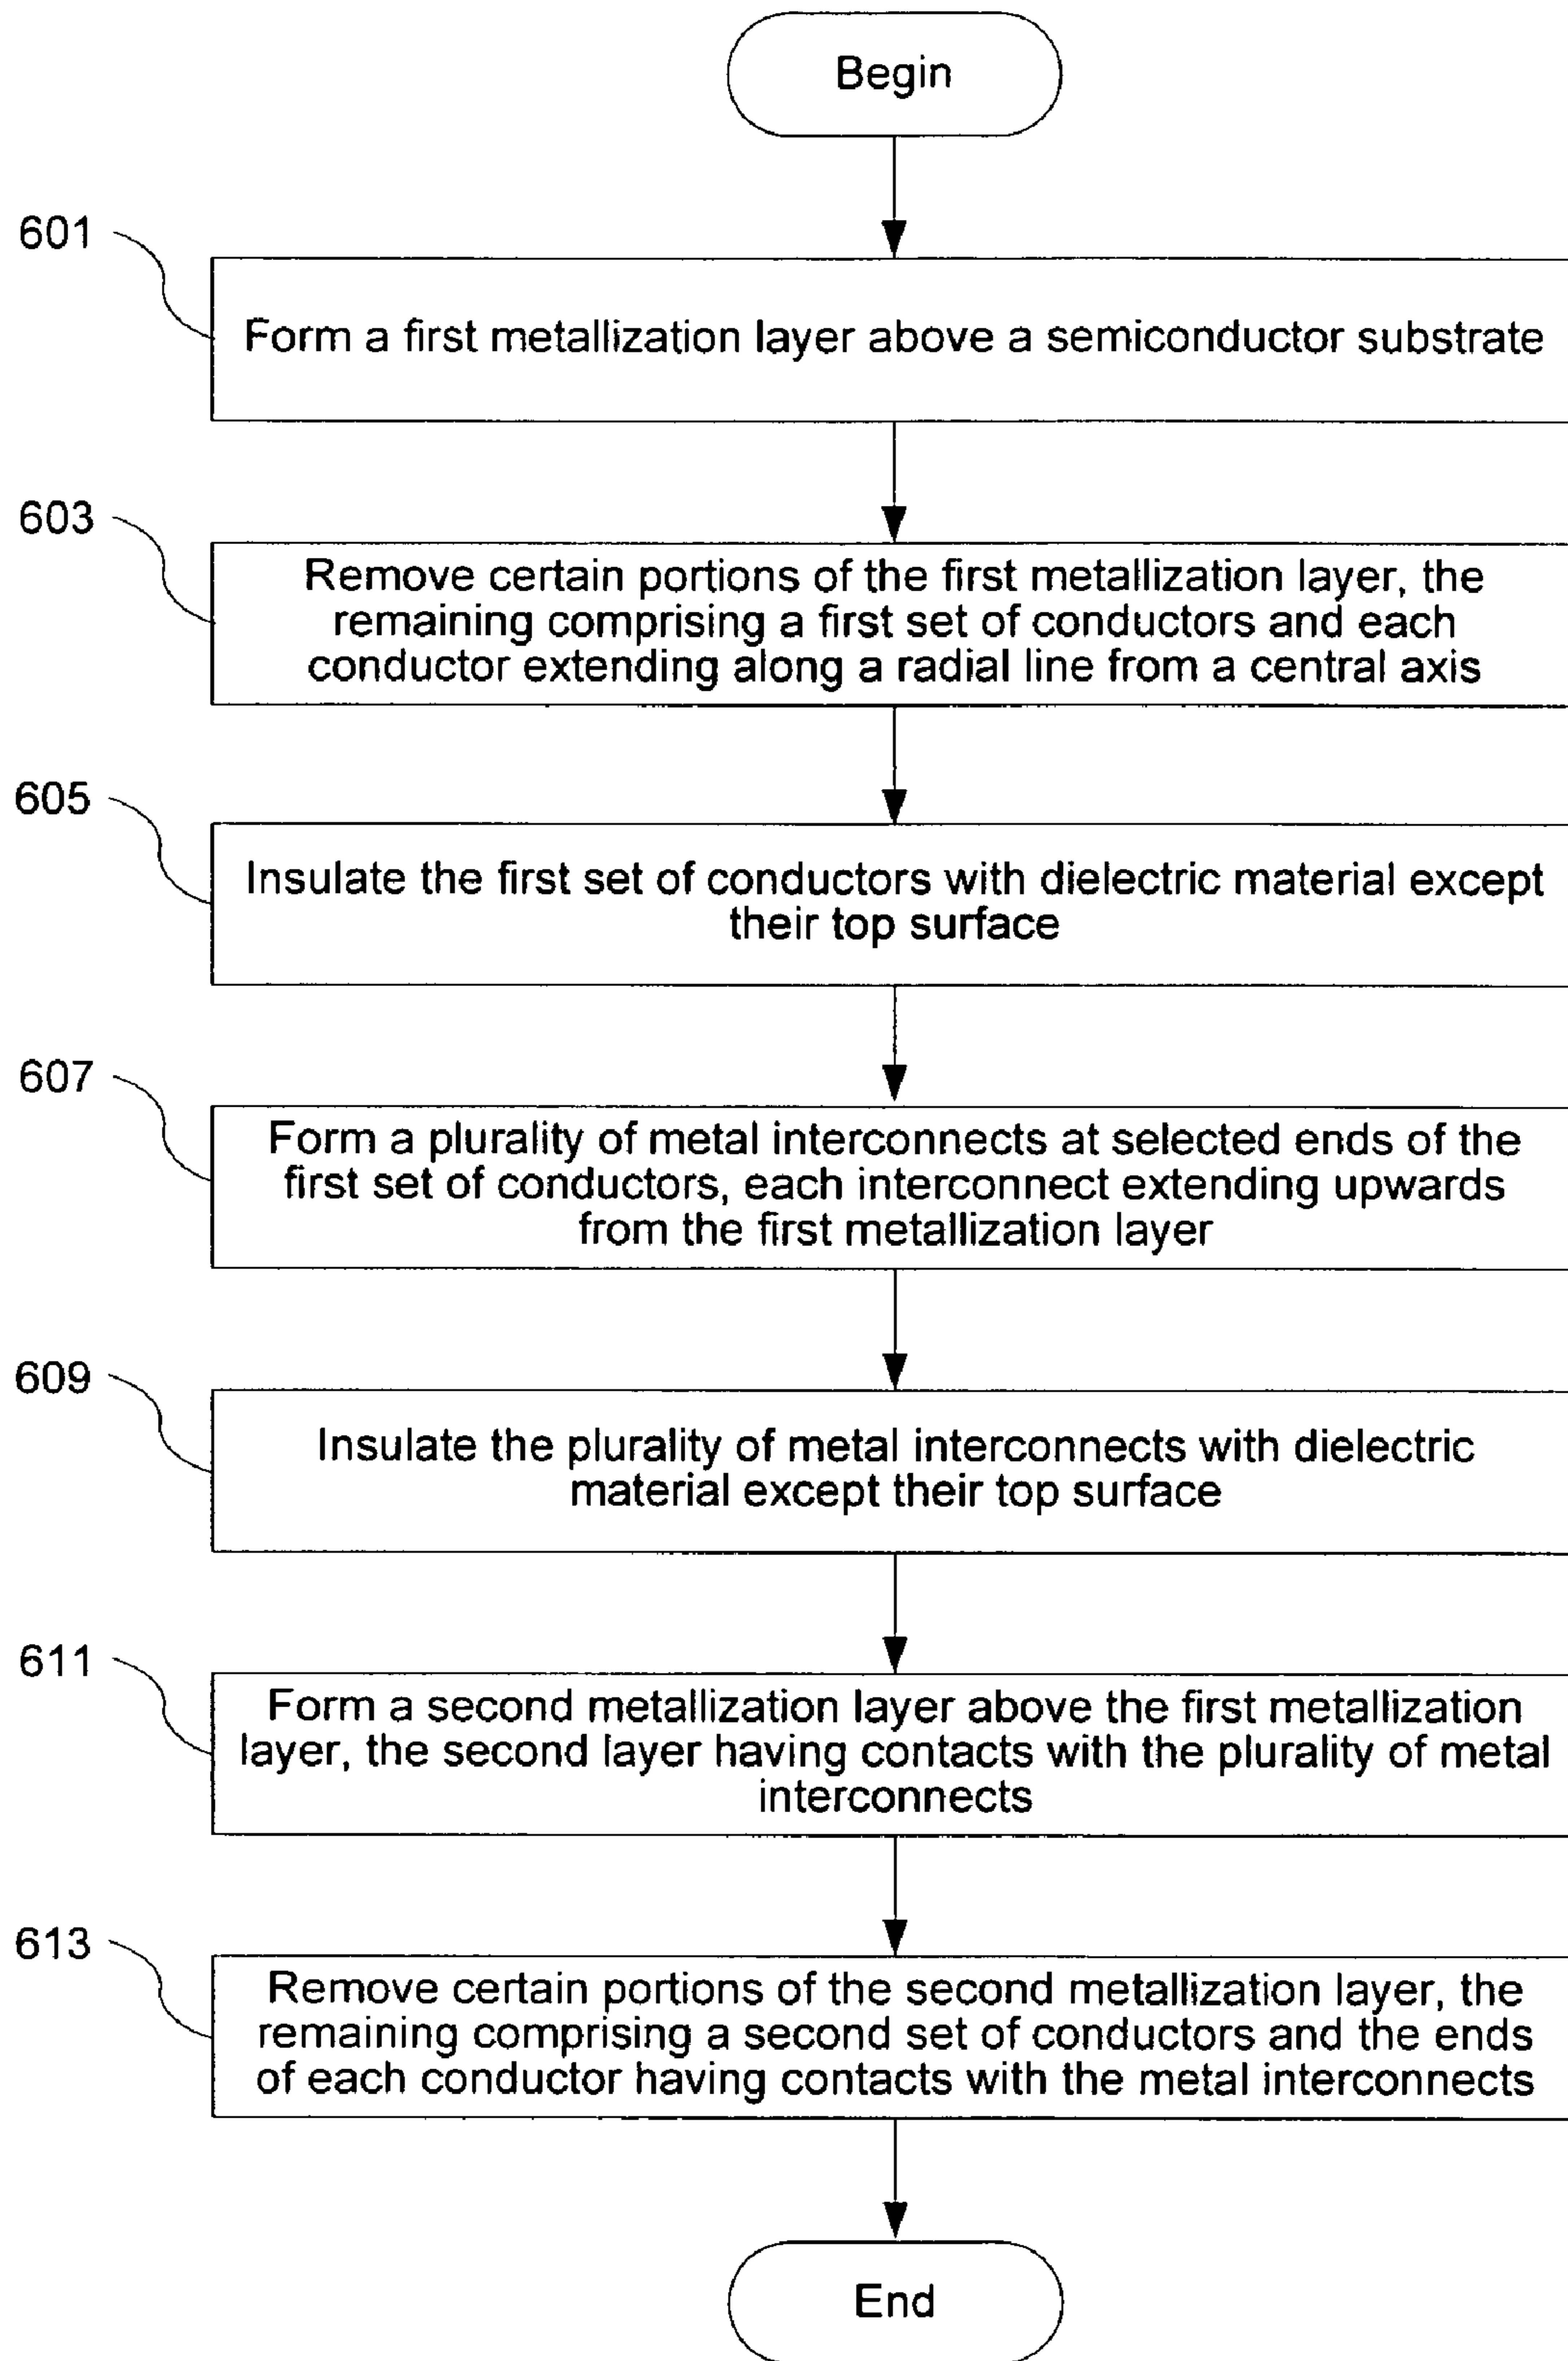 Begin
601
Form a first metallization layer above a semiconductor substrate
603
Remove certain portions of the first metallization layer, the
remaining comprising a first set of conductors and each
conductor extending along a radial line from a central axis
605
Insulate the first set of conductors with dielectric material except
their top surface
607
Form a plurality of metal interconnects at selected ends of the
first set of conductors, each interconnect extending upwards
from the first metallization layer
609
Insulate the plurality of metal interconnects with dielectric
material except their top surface
611
Form a second metallization layer above the first metallization
layer, the second layer having contacts with the plurality of metal
interconnects
613
Remove certain portions of the second metallization layer, the
remaining comprising a second set of conductors and the ends
of each conductor having contacts with the metal interconnects
End